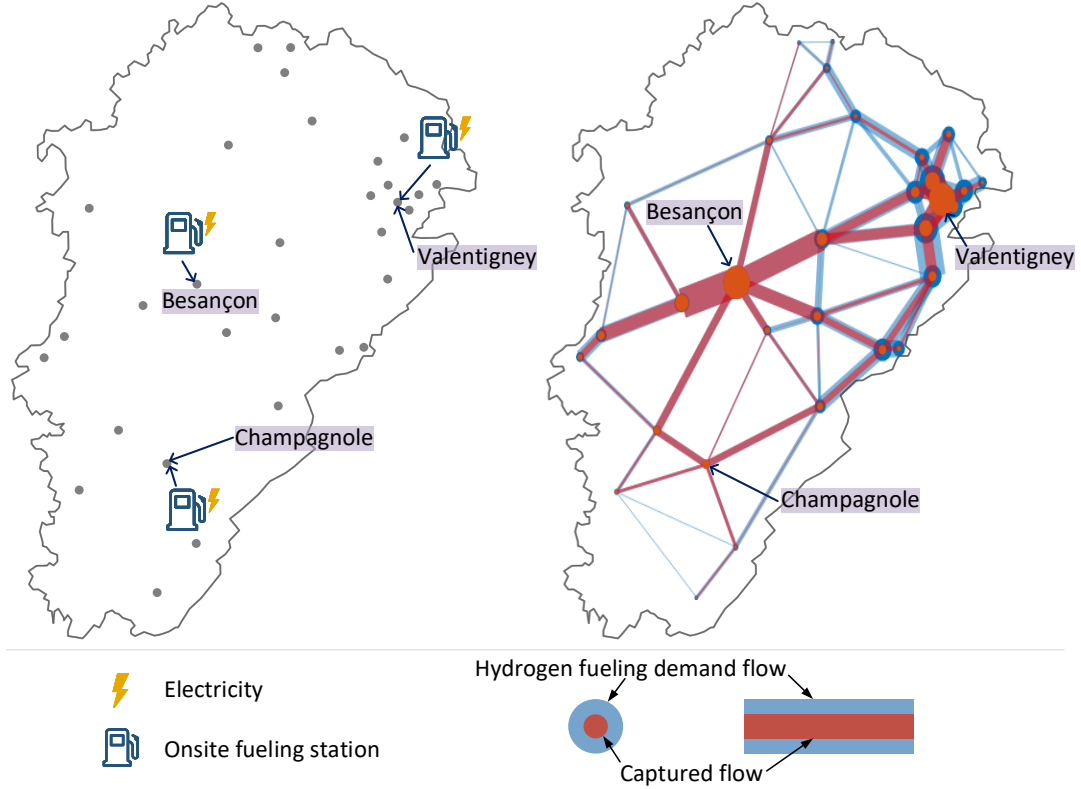 Besançon
Valentigney
Champagnole
Besançon
Valentigney
Champagnole
Electricity
Onsite fueling station
Hydrogen fueling demand flow
Captured flow